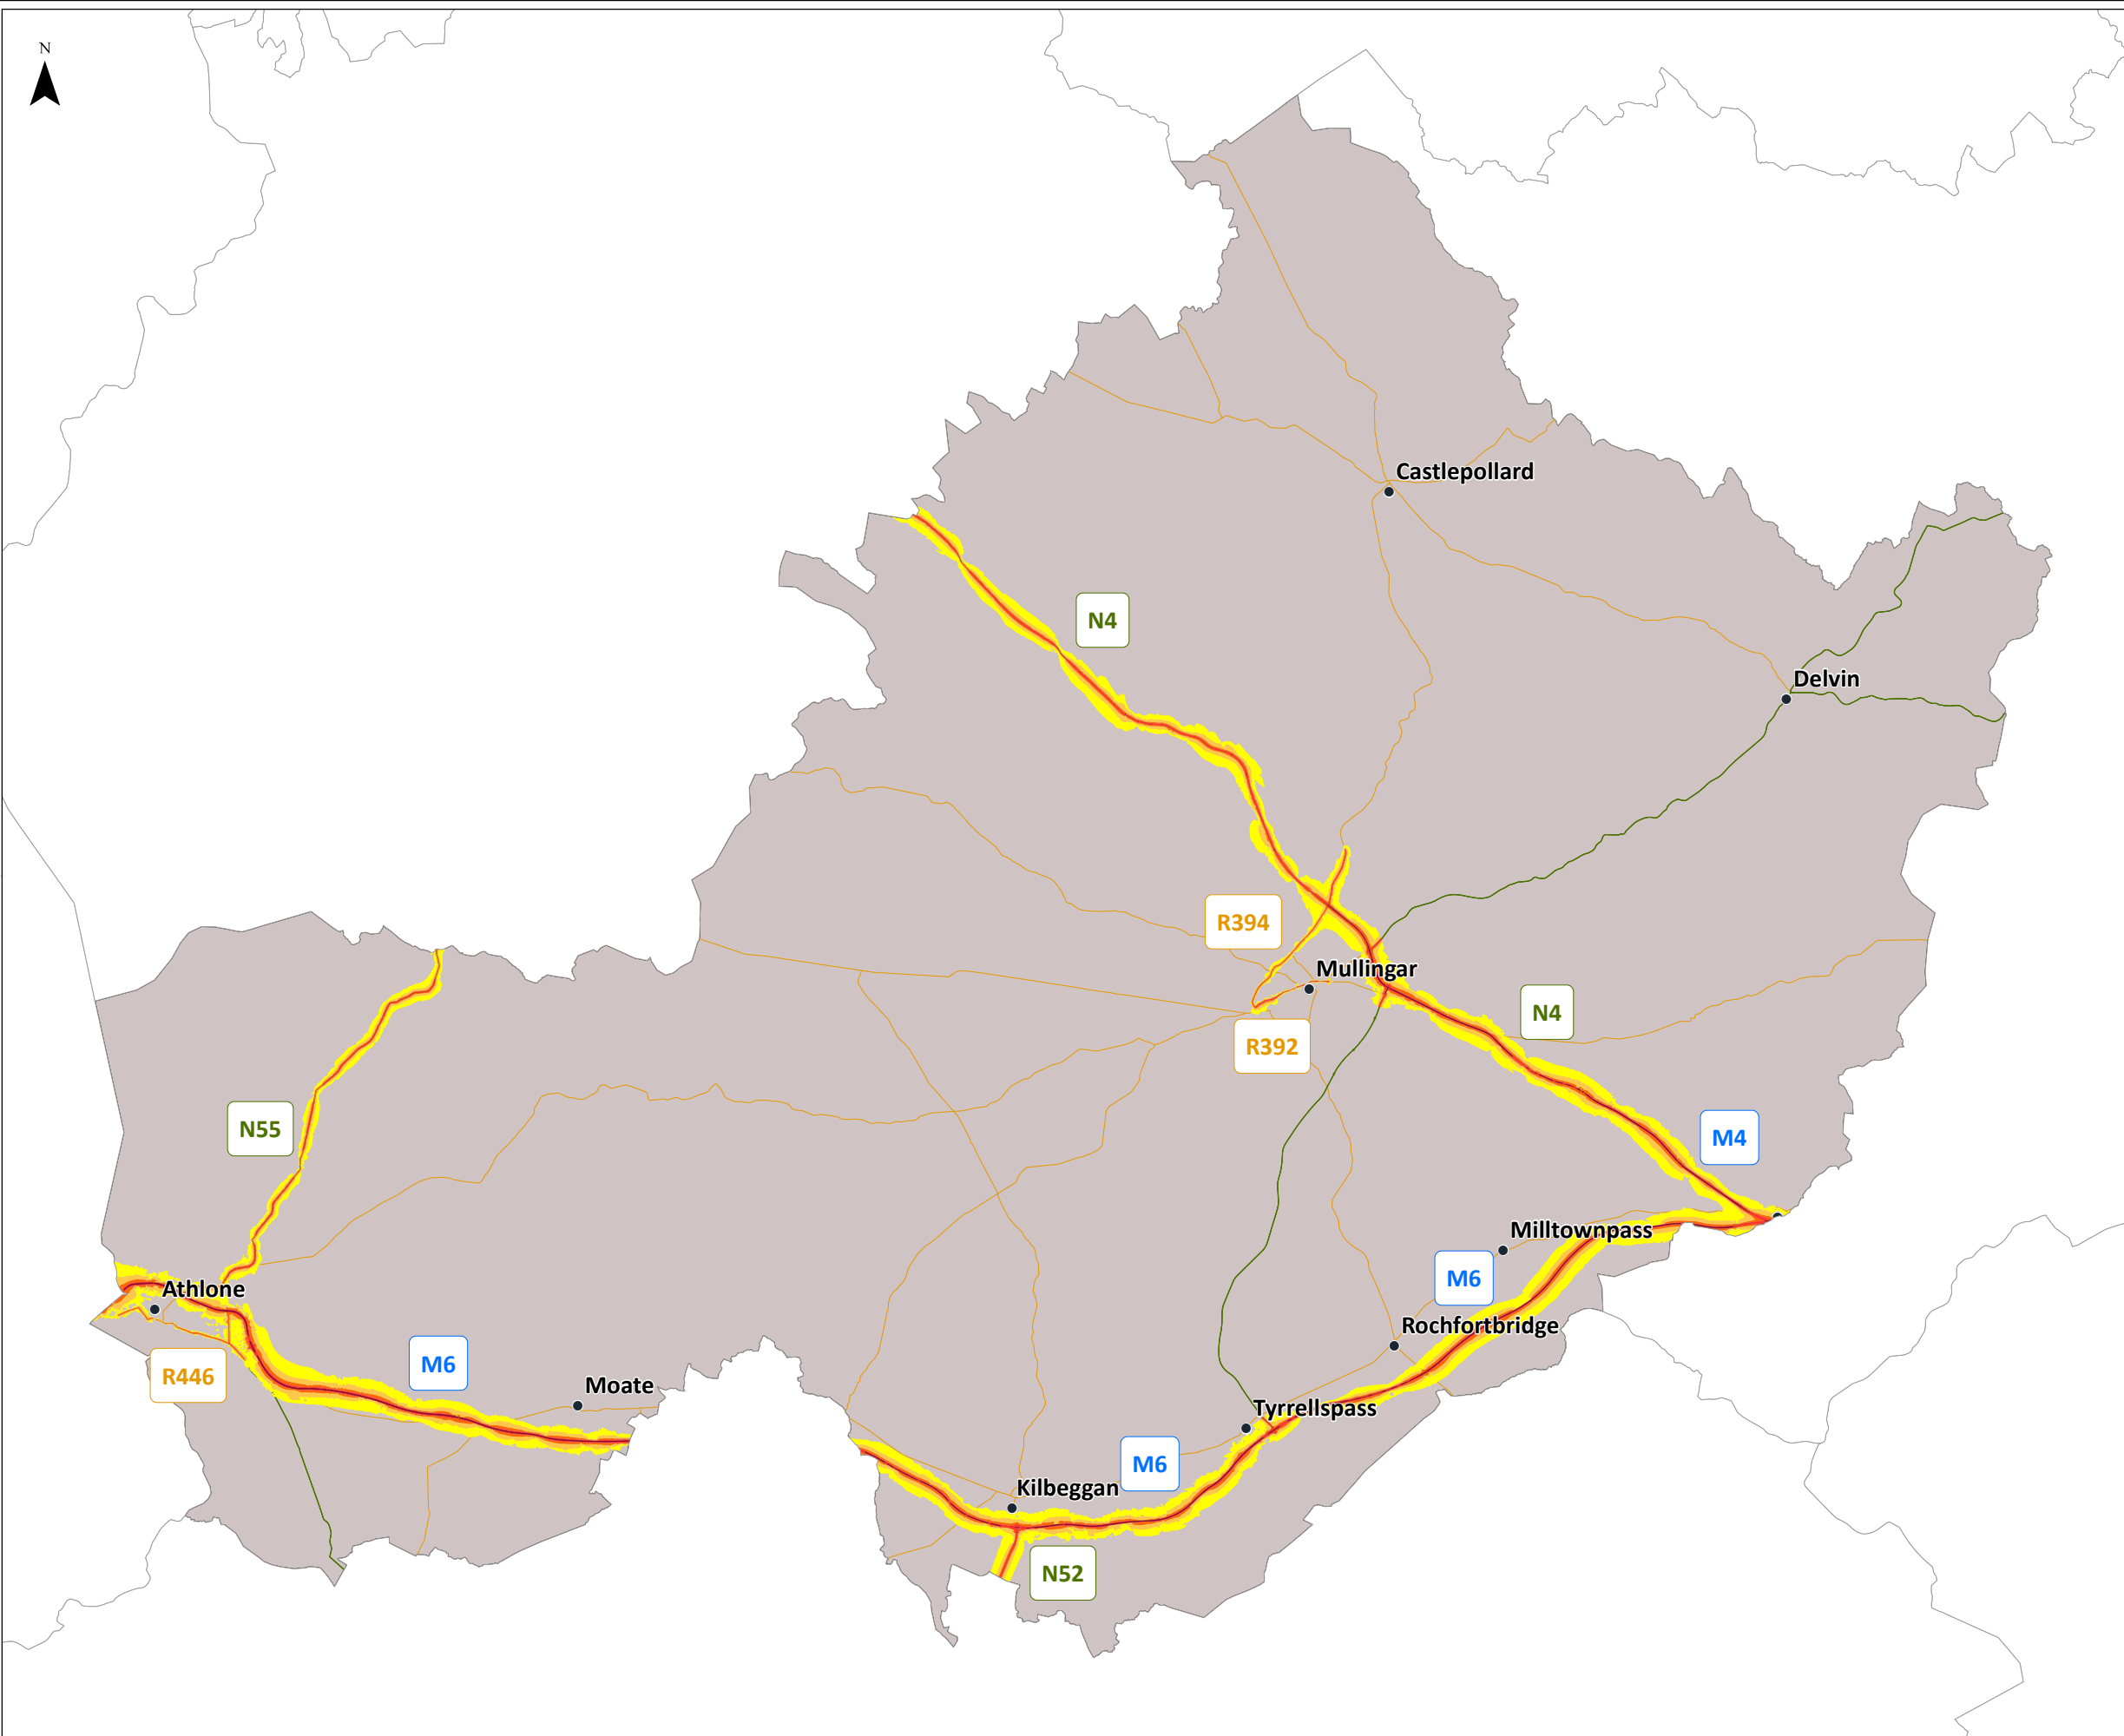 N
Castlepollard
N4
Delvin
R394
Mullingar
N4
R392
N55
M4
Milltownpass
M6
Athlone
Rochfortbridge
M6
R446
Moate
Tyrrellspass
M6
Kilbeggan
N52